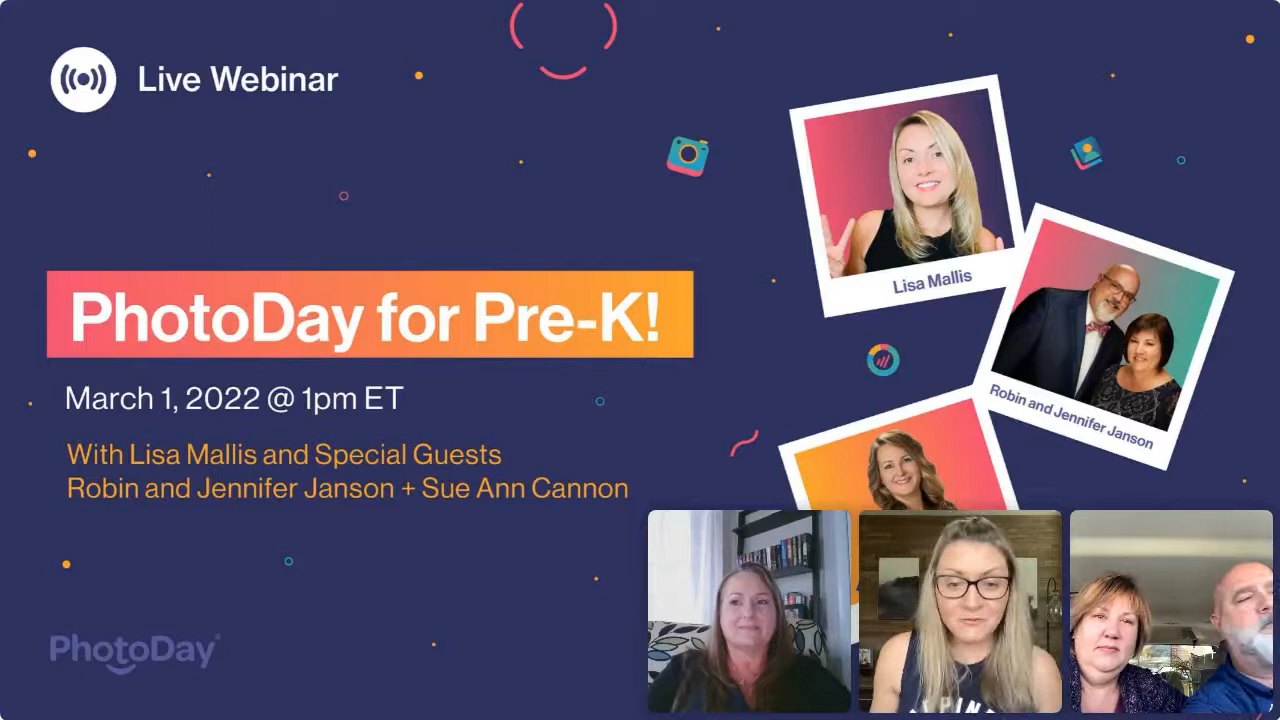 Live Webinar
PhotoDay for Pre-K!
March 1, 2022 @ 1pm ET
With Lisa Mallis and Special Guests
Robin and Jennifer Janson + Sue Ann Cannon
PhotoDay
Lisa Mallis
Robin and Jennifer Janson